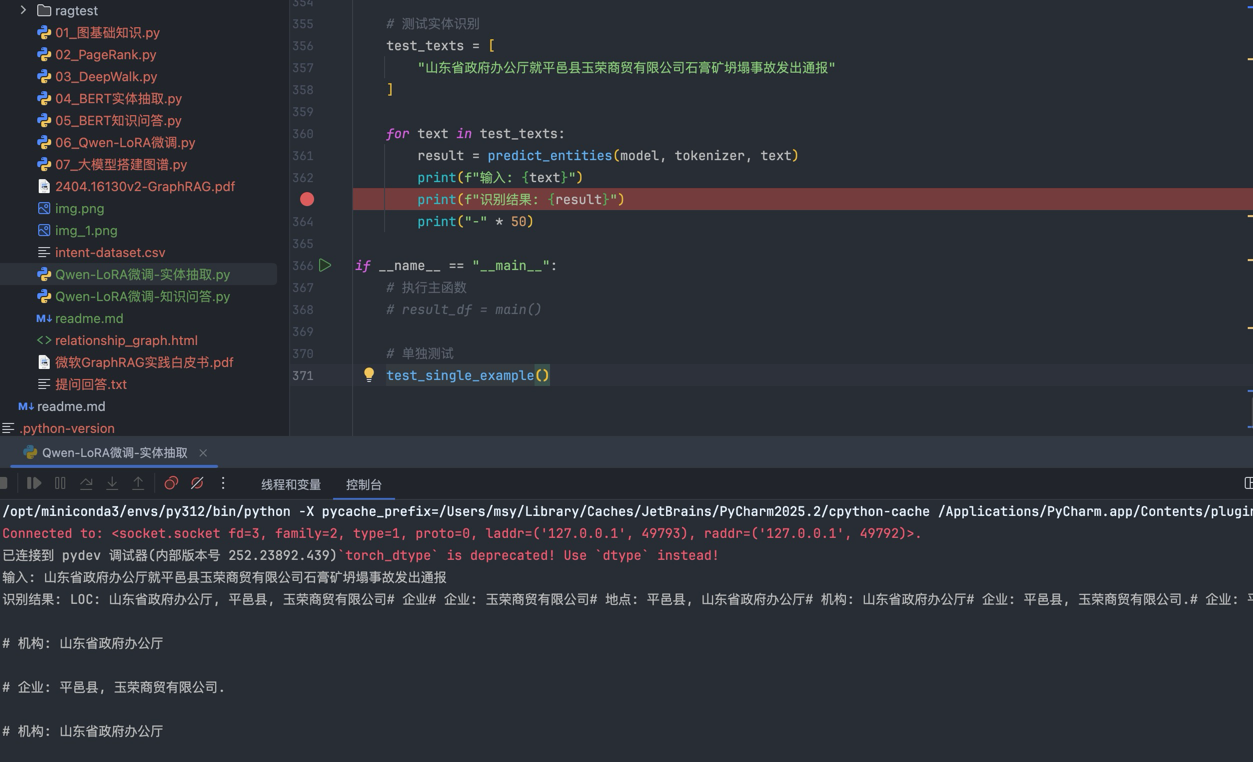 ragtest
01_图基础知识.py
02_PageRank.py
03_DeepWalk.py
04_BERT实体抽取.py
05_BERT知识问答.py
06_Qwen-LoRA微调.py
07_大模型搭建图谱.py
2404.16130v2-GraphRAG.pdf
img.png
img_1.png
intent-dataset.csv
Qwen-LoRA微调-实体抽取.py
Qwen-LoRA微调-知识问答.py
M↓ readme.md
<> relationship_graph.html
微软GraphRAG实践白皮书.pdf
提问回答.txt
M↓ readme.md
.python-version
354
355 # 测试实体识别
356 test_texts = [
357 "山东省政府办公厅就平邑县玉荣商贸有限公司石膏矿坍塌事故发出通报"
358 ]
359
360 for text in test_texts:
361 result = predict_entities(model, tokenizer, text)
362 print(f"输入: {text}")
print(f"识别结果: {result}")
364 print("-" * 50)
365
366 if __name__ == "__main__":
367 # 执行主函数
368 # result_df = main()
369
370 # 单独测试
371 test_single_example()
Qwen-LoRA微调-实体抽取 ×
线程和变量 控制台
/opt/miniconda3/envs/py312/bin/python -X pycache_prefix=/Users/msy/Library/Caches/JetBrains/PyCharm2025.2/cpython-cache /Applications/PyCharm.app/Contents/plugin
Connected to: <socket.socket fd=3, family=2, type=1, proto=0, laddr=('127.0.0.1', 49793), raddr=('127.0.0.1', 49792)>.
已连接到 pydev 调试器(内部版本号 252.23892.439)`torch_dtype` is deprecated! Use `dtype` instead!
输入: 山东省政府办公厅就平邑县玉荣商贸有限公司石膏矿坍塌事故发出通报
识别结果: LOC: 山东省政府办公厅, 平邑县, 玉荣商贸有限公司# 企业# 企业: 玉荣商贸有限公司# 地点: 平邑县, 山东省政府办公厅# 机构: 山东省政府办公厅# 企业: 平邑县, 玉荣商贸有限公司.# 企业: 平
# 机构: 山东省政府办公厅
# 企业: 平邑县, 玉荣商贸有限公司.
# 机构: 山东省政府办公厅